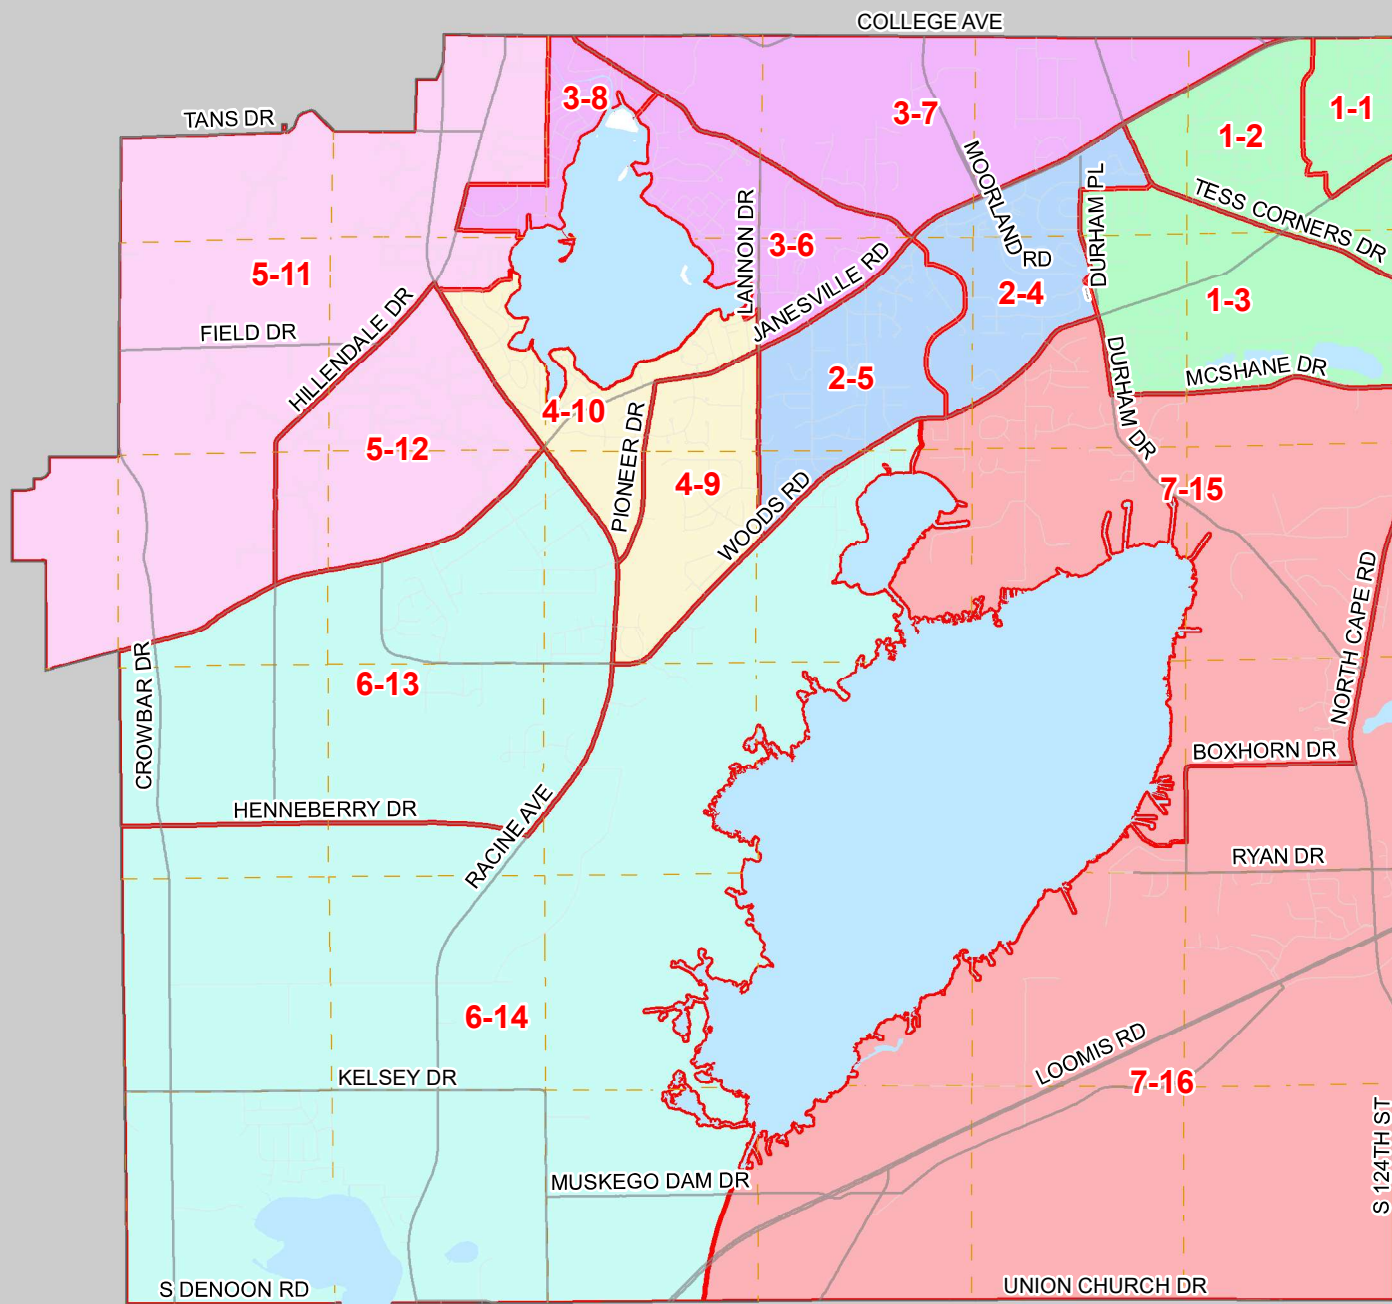 COLLEGE AVE
3-8
1-1
TANS DR
3-7
1-2
MOORLAND
RD
DURHAM PL
TESS CORNERS DR
LANNON DR
3-6
5-11
JANESVILLE RD
2-4
1-3
FIELD DR
HILLENDALE DR
2-5
DURHAM DR
MCSHANE DR
4-10
PIONEER DR
5-12
4-9
7-15
WOODS RD
NORTH CAPE RD
6-13
CROWBAR DR
BOXHORN DR
HENNEBERRY DR
RACINE AVE
RYAN DR
6-14
LOOMIS RD
KELSEY DR
7-16
S 124TH ST
MUSKEGO DAM DR
S DENOON RD
UNION CHURCH DR